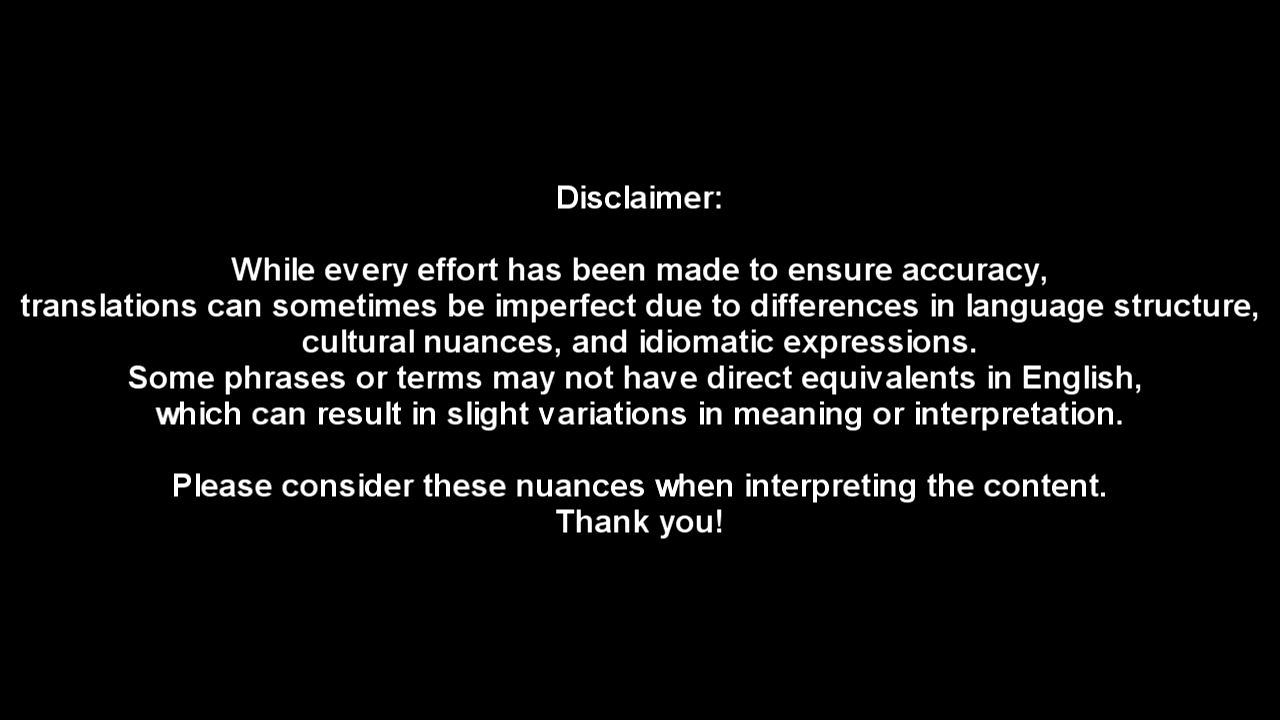 Disclaimer:
While every effort has been made to ensure accuracy,
translations can sometimes be imperfect due to differences in language structure,
cultural nuances, and idiomatic expressions.
Some phrases or terms may not have direct equivalents in English,
which can result in slight variations in meaning or interpretation.
Please consider these nuances when interpreting the content.
Thank you!